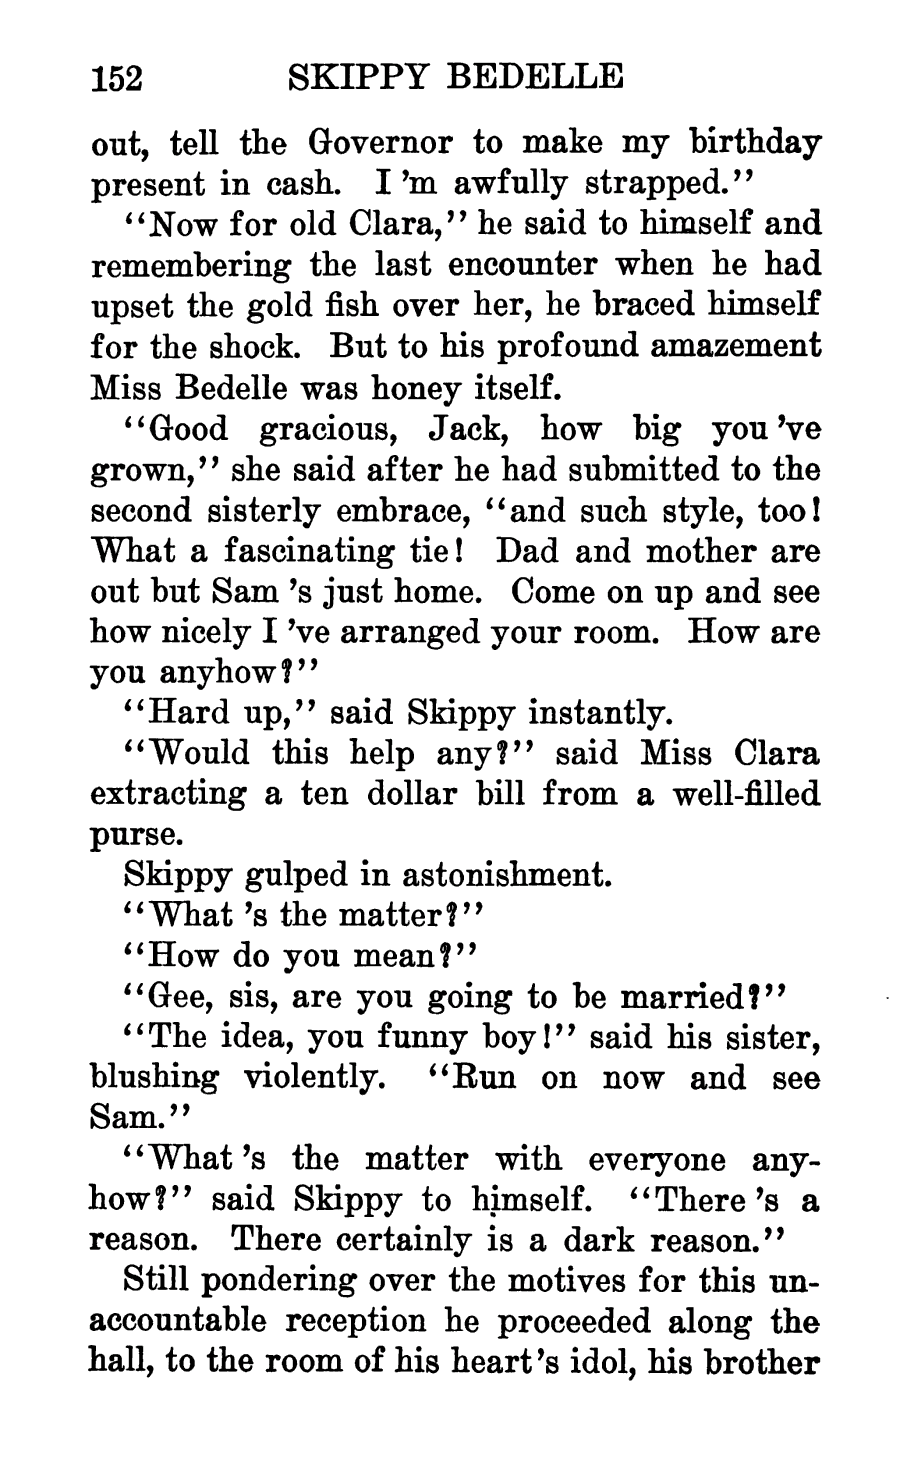 152 SKIPPY BEDELLE
out, tell the Governor to make my birthday
present in cash. I 'm awfully strapped."
"Now for old Clara," he said to himself and
remembering the last encounter when he had
upset the gold fish over her, he braced himself
for the shock. But to his profound amazement
Miss Bedelle was honey itself.
"Good gracious, Jack, how big you 've
grown," she said after he had submitted to the
second sisterly embrace, "and such style, too!
What a fascinating tie! Dad and mother are
out but Sam 's just home. Come on up and see
how nicely I 've arranged your room. How are
you anyhow?"
"Hard up," said Skippy instantly.
"Would this help any?" said Miss Clara
extracting a ten dollar bill from a well-filled
purse.
Skippy gulped in astonishment.
"What 's the matter?"
"How do you mean?"
"Gee, sis, are you going to be married?"
"The idea, you funny boy!" said his sister,
blushing violently. "Run on now and see
Sam."
"What 's the matter with everyone any-
how?" said Skippy to himself. "There 's a
reason. There certainly is a dark reason."
Still pondering over the motives for this un-
accountable reception he proceeded along the
hall, to the room of his heart's idol, his brother